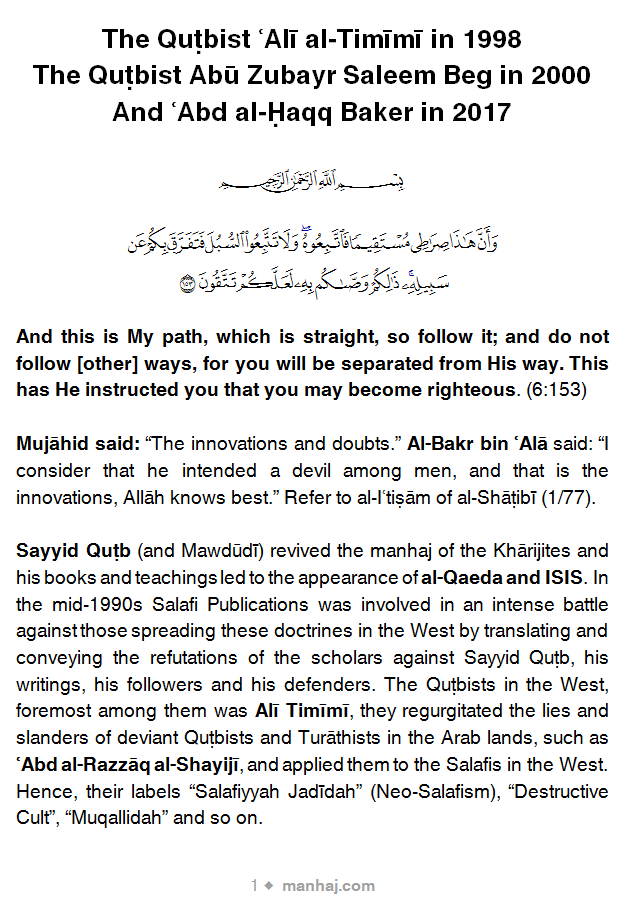 The Quṭbist ʿAlī al-Timīmī in 1998
The Quṭbist Abū Zubayr Saleem Beg in 2000
And ʿAbd al-Ḥaqq Baker in 2017
بِسْمِ اللَّهِ الرَّحْمَٰنِ الرَّحِيمِ
وَأَنَّ هَٰذَا صِرَاطِي مُسْتَقِيمًا فَاتَّبِعُوهُ ۖ وَلَا تَتَّبِعُوا السُّبُلَ فَتَفَرَّقَ بِكُمْ عَن
سَبِيلِهِ ۚ ذَٰلِكُمْ وَصَّاكُم بِهِ لَعَلَّكُمْ تَتَّقُونَ ﴿١٥٣﴾
And this is My path, which is straight, so follow it; and do not
follow [other] ways, for you will be separated from His way. This
has He instructed you that you may become righteous. (6:153)
Mujāhid said: “The innovations and doubts.” Al-Bakr bin ʿAlā said: “I
consider that he intended a devil among men, and that is the
innovations, Allāh knows best.” Refer to al-Iʿtiṣām of al-Shāṭibī (1/77).
Sayyid Quṭb (and Mawdūdī) revived the manhaj of the Khārijites and
his books and teachings led to the appearance of al-Qaeda and ISIS. In
the mid-1990s Salafi Publications was involved in an intense battle
against those spreading these doctrines in the West by translating and
conveying the refutations of the scholars against Sayyid Quṭb, his
writings, his followers and his defenders. The Quṭbists in the West,
foremost among them was Alī Timīmī, they regurgitated the lies and
slanders of deviant Quṭbists and Turāthists in the Arab lands, such as
ʿAbd al-Razzāq al-Shayijī, and applied them to the Salafis in the West.
Hence, their labels “Salafiyyah Jadīdah” (Neo-Salafism), “Destructive
Cult”, “Muqallidah” and so on.
1 ◆ manhaj.com